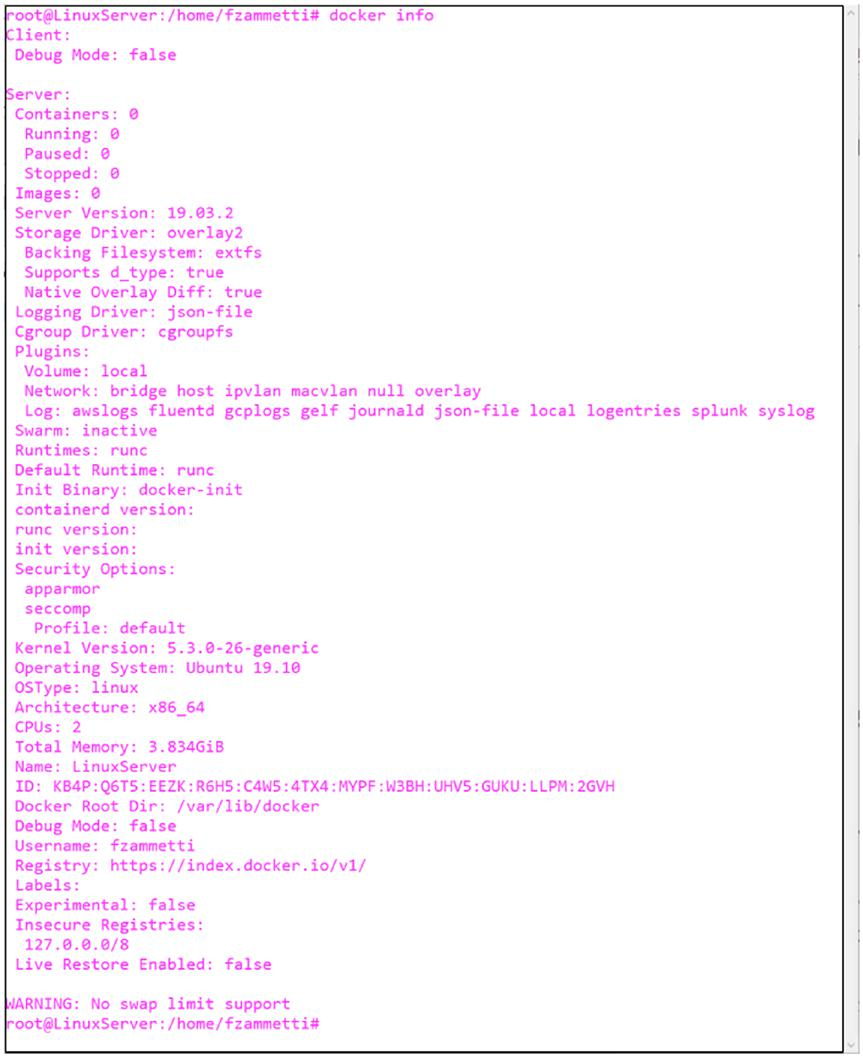 root@LinuxServer:/home/fzammetti# docker info
Client:
 Debug Mode: false

Server:
 Containers: 0
  Running: 0
  Paused: 0
  Stopped: 0
 Images: 0
 Server Version: 19.03.2
 Storage Driver: overlay2
  Backing Filesystem: extfs
  Supports d_type: true
  Native Overlay Diff: true
 Logging Driver: json-file
 Cgroup Driver: cgroupfs
 Plugins:
  Volume: local
  Network: bridge host ipvlan macvlan null overlay
  Log: awslogs fluentd gcplogs gelf journald json-file local logentries splunk syslog
 Swarm: inactive
 Runtimes: runc
 Default Runtime: runc
 Init Binary: docker-init
 containerd version:
 runc version:
 init version:
 Security Options:
  apparmor
  seccomp
   Profile: default
 Kernel Version: 5.3.0-26-generic
 Operating System: Ubuntu 19.10
 OSType: linux
 Architecture: x86_64
 CPUs: 2
 Total Memory: 3.834GiB
 Name: LinuxServer
 ID: KB4P:Q6T5:EEZK:R6H5:C4W5:4TX4:MYPF:W3BH:UHV5:GUKU:LLPM:2GVH
 Docker Root Dir: /var/lib/docker
 Debug Mode: false
 Username: fzammetti
 Registry: https://index.docker.io/v1/
 Labels:
 Experimental: false
 Insecure Registries:
  127.0.0.0/8
 Live Restore Enabled: false

WARNING: No swap limit support
root@LinuxServer:/home/fzammetti#